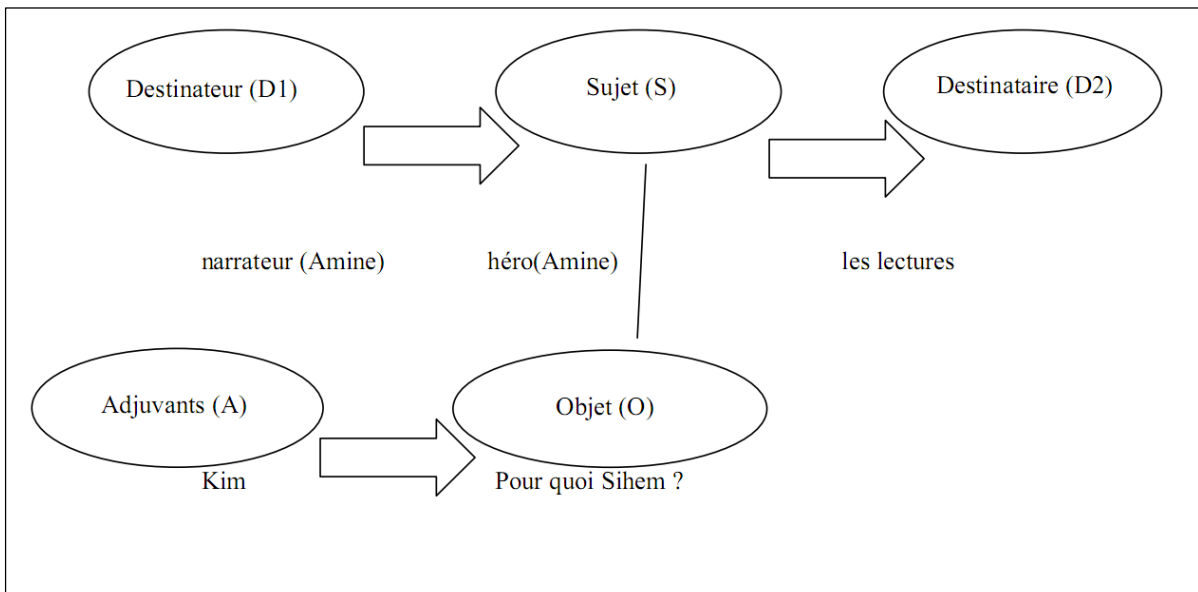 Destinateur (D1)
Sujet (S)
Destinataire (D2)
narrateur (Amine)
héro(Amine)
les lectures
Adjuvants (A)
Objet (O)
Kim
Pour quoi Sihem ?